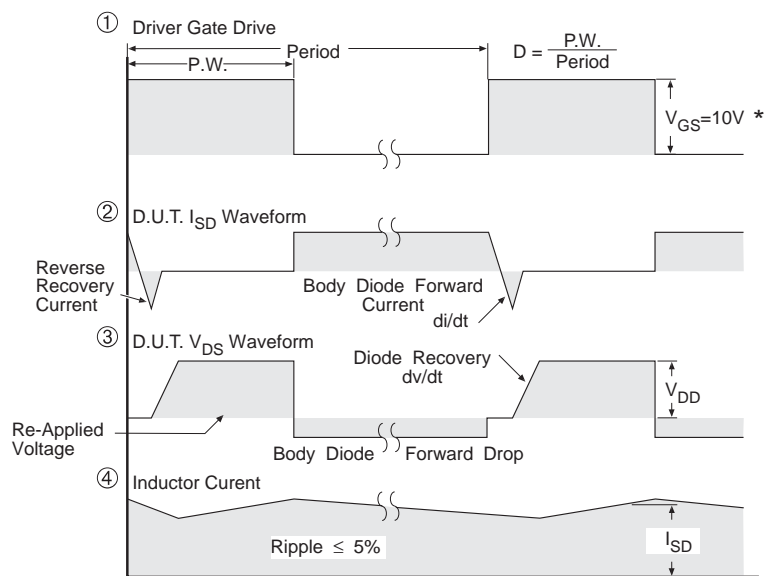 ① Driver Gate Drive
Period
P.W.
D = P.W. / Period
V_GS=10V *
② D.U.T. I_SD Waveform
Reverse
Recovery
Current
Body Diode Forward
Current
di/dt
③ D.U.T. V_DS Waveform
Diode Recovery
dv/dt
V_DD
Re-Applied
Voltage
Body Diode Forward Drop
④ Inductor Curent
Ripple ≤ 5%
I_SD